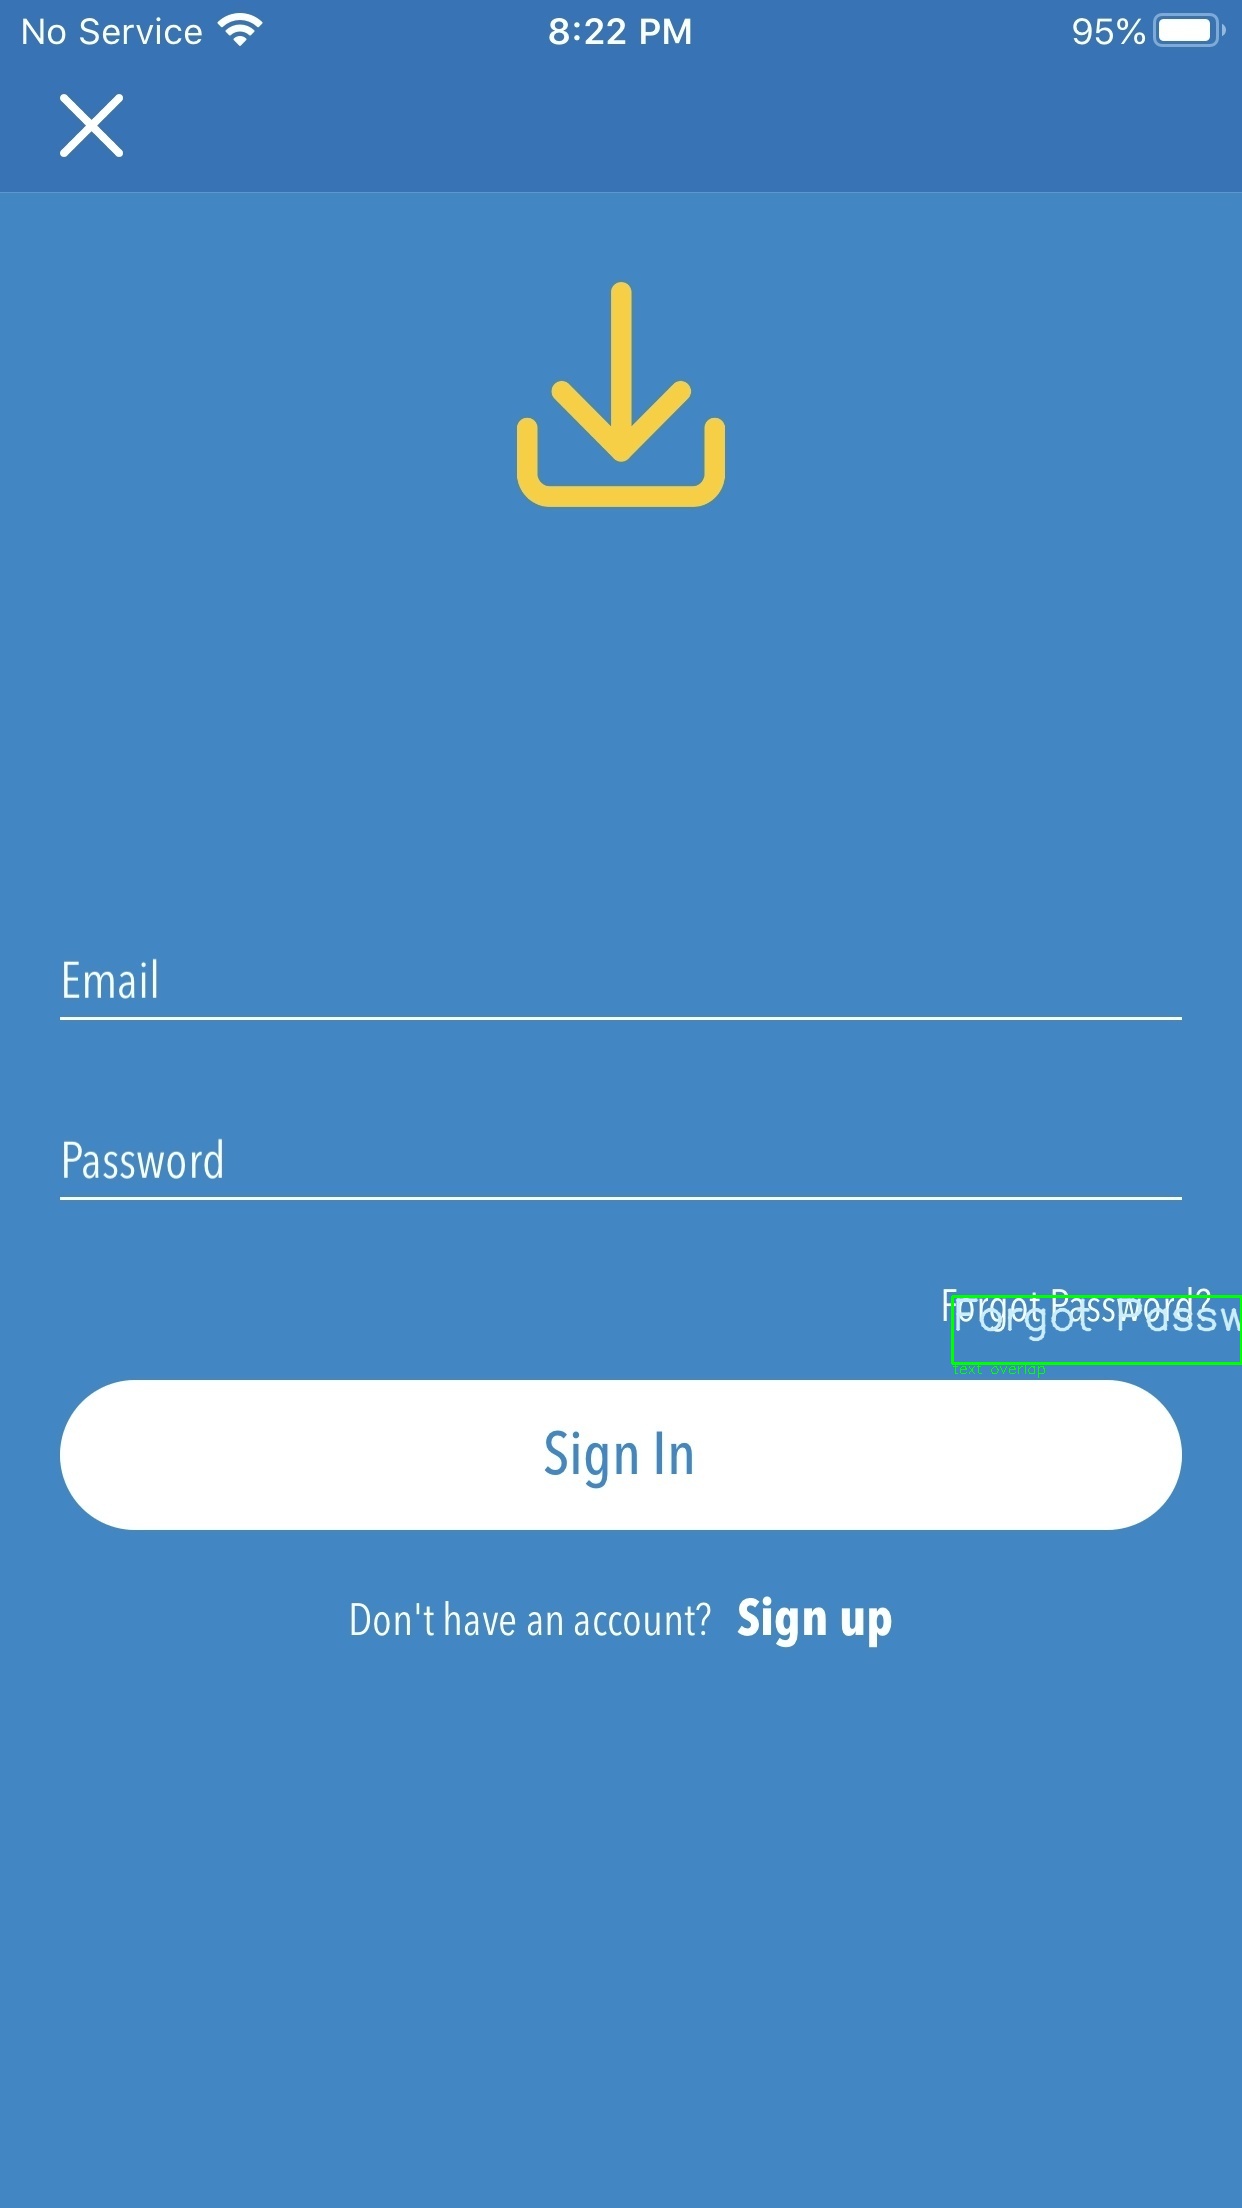 No Service 8:22 PM 95%
Email
Password
Forgot Password?
Forgot Passw
text overlap
Sign In
Don't have an account? Sign up